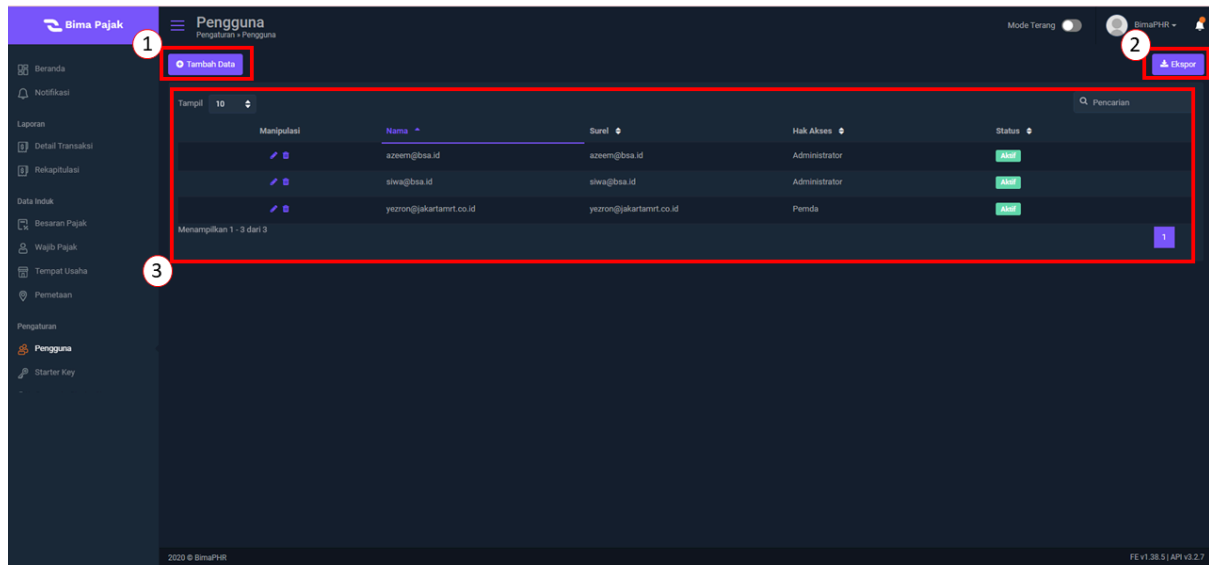 Bima Pajak
Pengguna
Pengaturan » Pengguna
Mode Terang
BimaPHR
1
2
Tambah Data
Ekspor
Beranda
Notifikasi
Laporan
Detail Transaksi
Rekapitulasi
Data Induk
Besaran Pajak
Wajib Pajak
Tempat Usaha
Pemetaan
Pengaturan
Pengguna
Starter Key
3
Tampil 10
Pencarian
Manipulasi Nama Surel Hak Akses Status
azeem@bsa.id azeem@bsa.id Administrator Aktif
siwa@bsa.id siwa@bsa.id Administrator Aktif
yezron@jakartamrt.co.id yezron@jakartamrt.co.id Pemda Aktif
Menampilkan 1 - 3 dari 3
1
2020 © BimaPHR
FE v1.38.5 | API v3.2.7